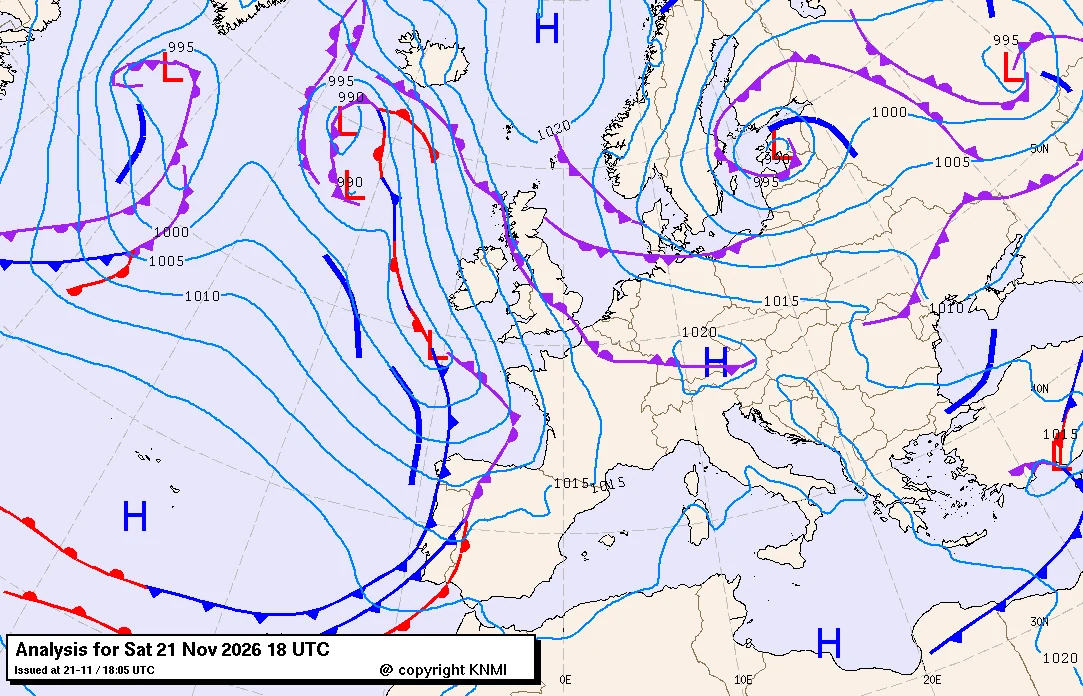 H
995
995
L
L
995
990
L
1020
1000
50N
L
1005
990
995
L
1000
1005
1010
1015
1010
1020
H
L
40N
1015
L
1015
1015
H
30N
H
1020
Analysis for Sat 21 Nov 2026 18 UTC
Issued at 21-11 / 18:05 UTC
@ copyright KNMI
0E
10E
20E